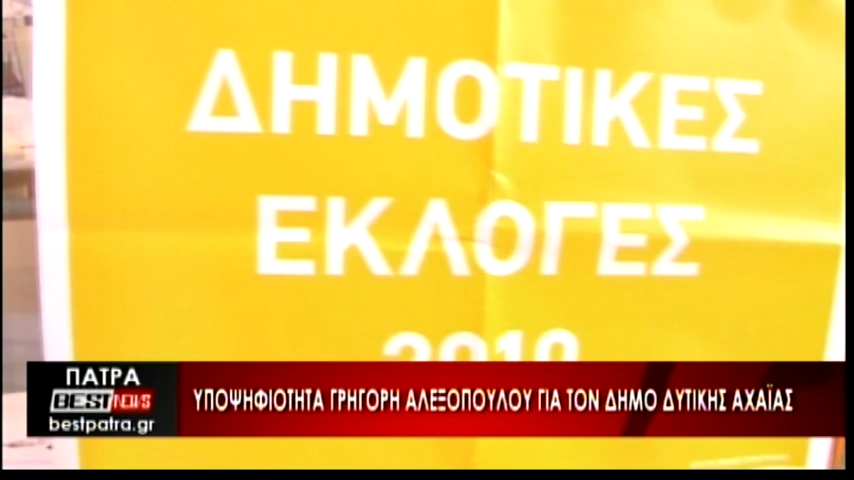 ΔΗΜΟΤΙΚΕΣ
ΕΚΛΟΓΕΣ
ΠΑΤΡΑ
BEST NEWS
bestpatra.gr
ΥΠΟΨΗΦΙΟΤΗΤΑ ΓΡΗΓΟΡΗ ΑΛΕΞΟΠΟΥΛΟΥ ΓΙΑ ΤΟΝ ΔΗΜΟ ΔΥΤΙΚΗΣ ΑΧΑΪΑΣ